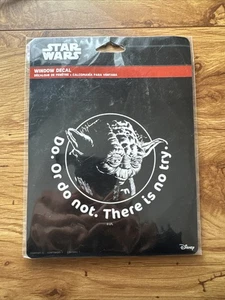 STAR
WARS
WINDOW DECAL
Do. Or do not. There is no try.
Disney